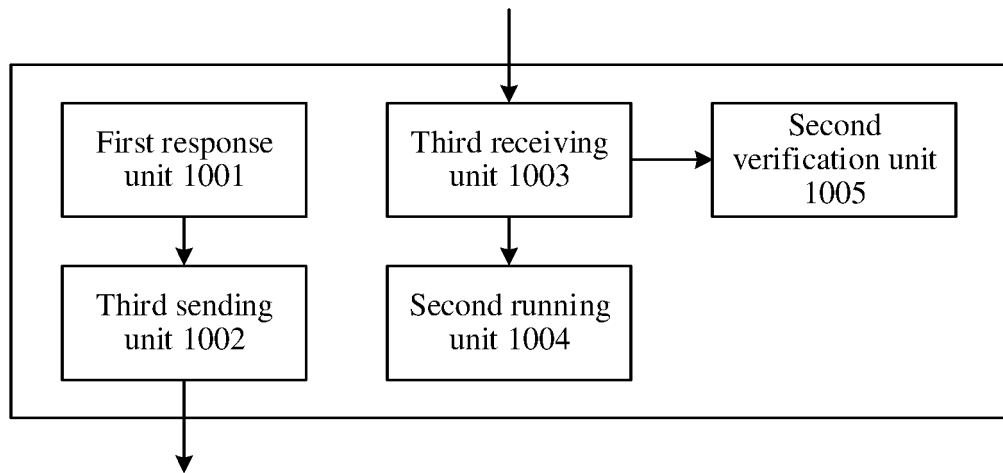 First response
unit 1001
Third receiving
unit 1003
Second
verification unit
1005
Third sending
unit 1002
Second running
unit 1004